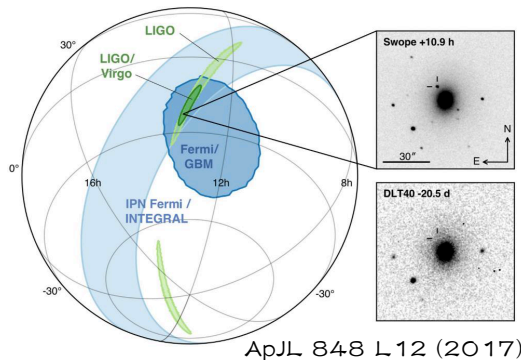 LIGO
30°
LIGO/
Virgo
30°
Fermi/
GBM
0°
16h
12h
8h
IPN Fermi /
INTEGRAL
-30°
-30°
Swope +10.9 h
30"
N
E
DLT40 -20.5 d
ApJL 848 L12 (2017)